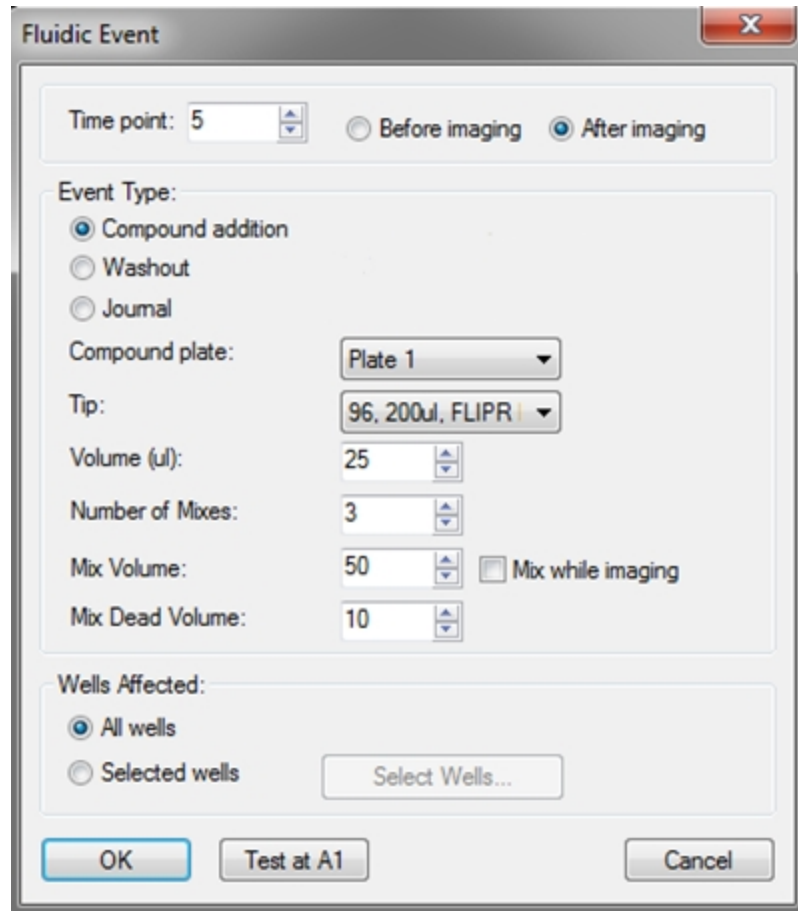 Fluidic Event
Time point: 5 Before imaging After imaging
Event Type:
Compound addition
Washout
Journal
Compound plate: Plate 1
Tip: 96, 200ul, FLIPR
Volume (ul): 25
Number of Mixes: 3
Mix Volume: 50 Mix while imaging
Mix Dead Volume: 10
Wells Affected:
All wells
Selected wells Select Wells...
OK Test at A1 Cancel